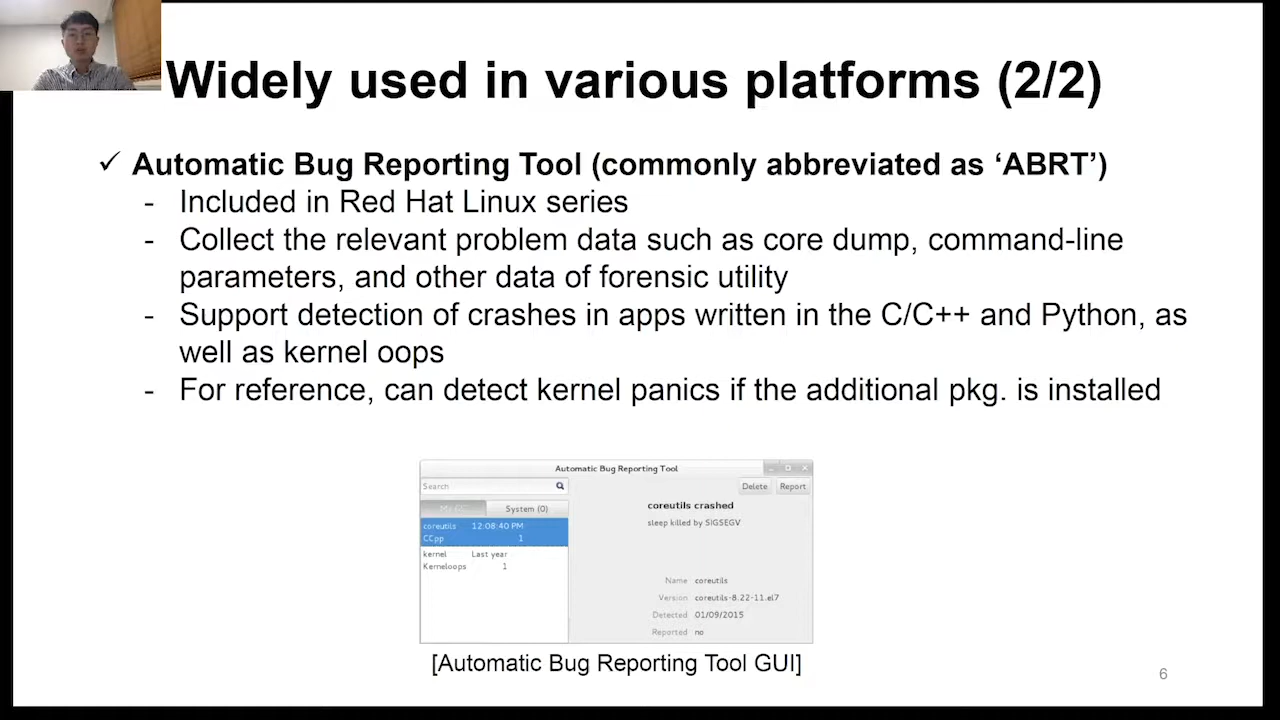 Widely used in various platforms (2/2)
✓ Automatic Bug Reporting Tool (commonly abbreviated as ‘ABRT’)
- Included in Red Hat Linux series
- Collect the relevant problem data such as core dump, command-line
parameters, and other data of forensic utility
- Support detection of crashes in apps written in the C/C++ and Python, as
well as kernel oops
- For reference, can detect kernel panics if the additional pkg. is installed
Automatic Bug Reporting Tool
Search
Delete Report
System (0)
coreutils 12:08:40 PM
CCpp 1
kernel Last year
Kerneloops 1
coreutils crashed
sleep killed by SIGSEGV
Name coreutils
Version coreutils-8.22-11.el7
Detected 01/09/2015
Reported no
[Automatic Bug Reporting Tool GUI]
6